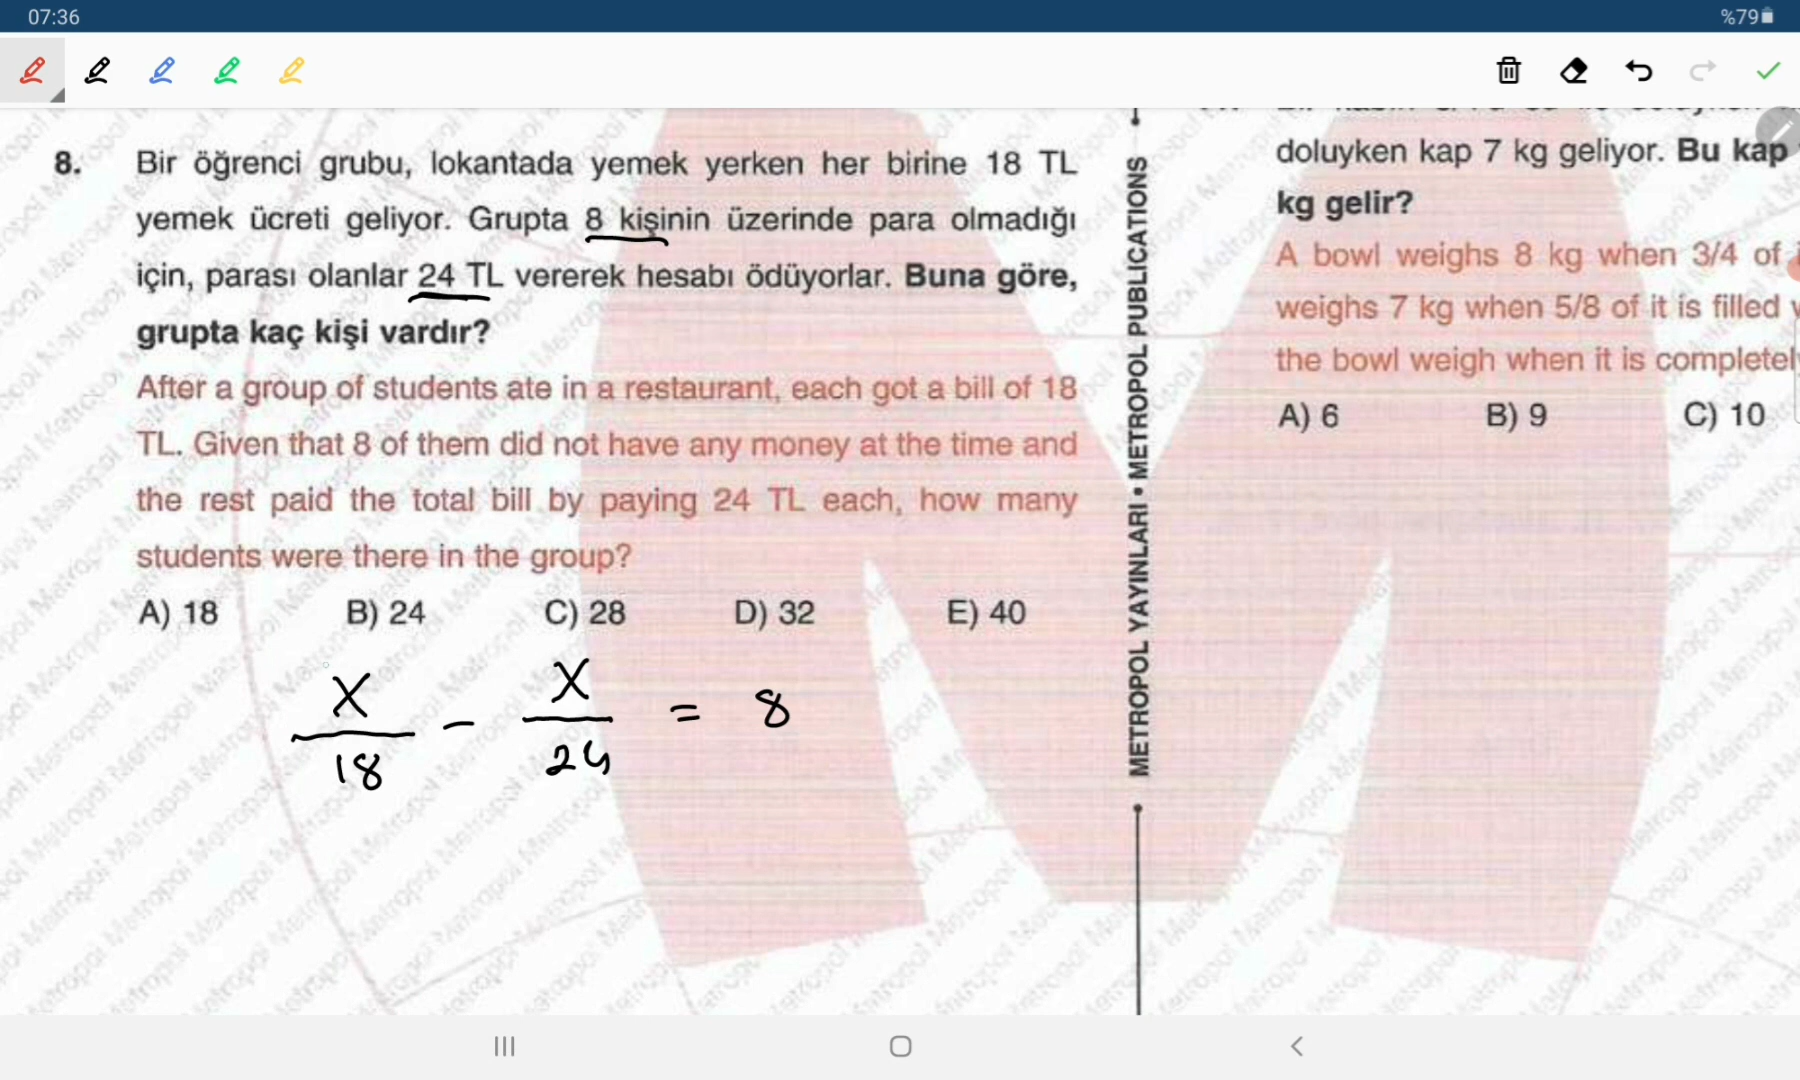 07:36
%79
8. Bir öğrenci grubu, lokantada yemek yerken her birine 18 TL
yemek ücreti geliyor. Grupta 8 kişinin üzerinde para olmadığı
için, parası olanlar 24 TL vererek hesabı ödüyorlar. Buna göre,
grupta kaç kişi vardır?
After a group of students ate in a restaurant, each got a bill of 18
TL. Given that 8 of them did not have any money at the time and
the rest paid the total bill by paying 24 TL each, how many
students were there in the group?
A) 18 B) 24 C) 28 D) 32 E) 40
X/18 - X/24 = 8
METROPOL YAYINLARI • METROPOL PUBLICATIONS
doluyken kap 7 kg geliyor. Bu kap
kg gelir?
A bowl weighs 8 kg when 3/4 of
weighs 7 kg when 5/8 of it is filled
the bowl weigh when it is completel
A) 6 B) 9 C) 10